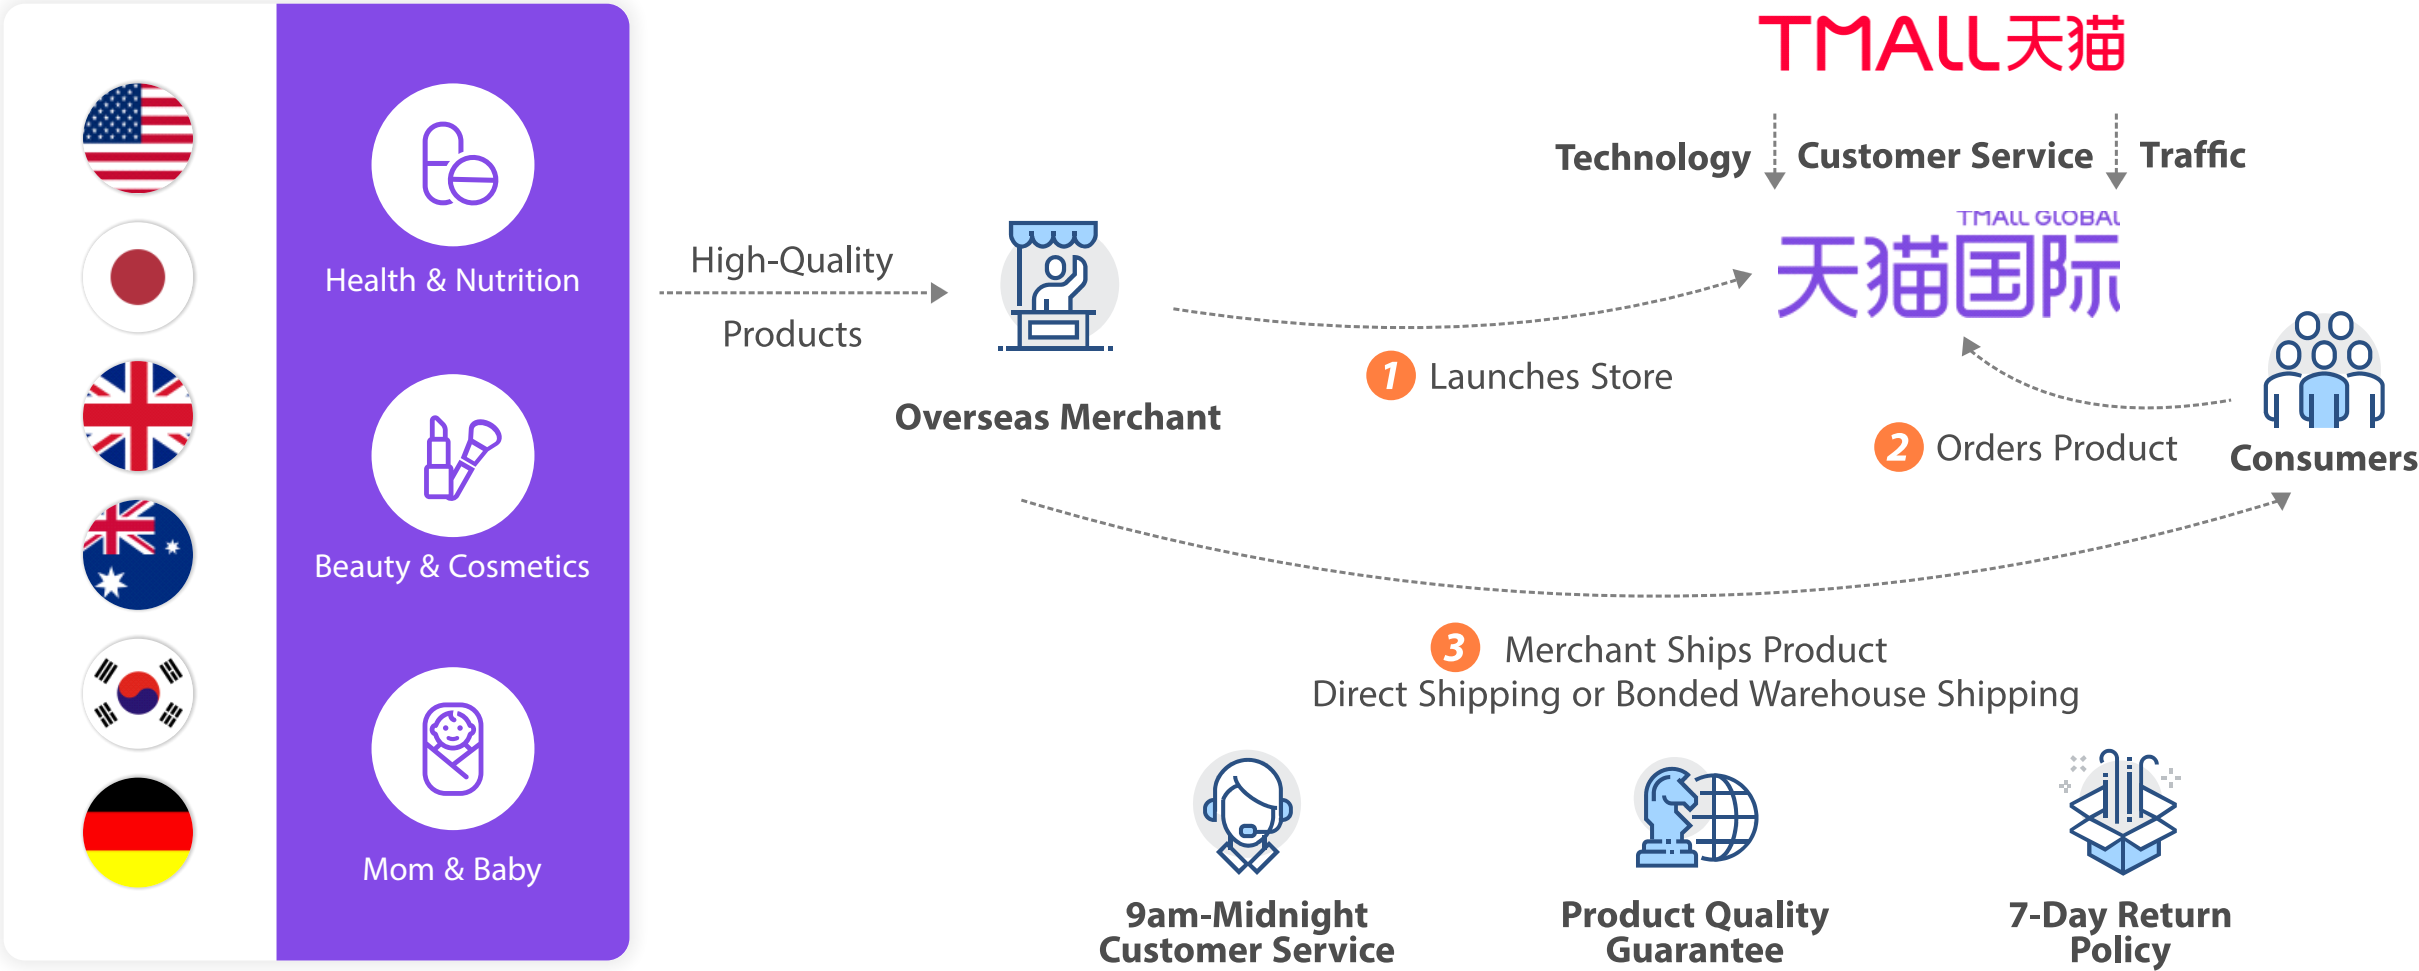 TMALL天猫
Technology
Customer Service
Traffic
TMALL GLOBAL
天猫国际
Health & Nutrition
High-Quality
Products
Overseas Merchant
1 Launches Store
2 Orders Product
Consumers
Beauty & Cosmetics
3 Merchant Ships Product
Direct Shipping or Bonded Warehouse Shipping
Mom & Baby
9am-Midnight
Customer Service
Product Quality
Guarantee
7-Day Return
Policy